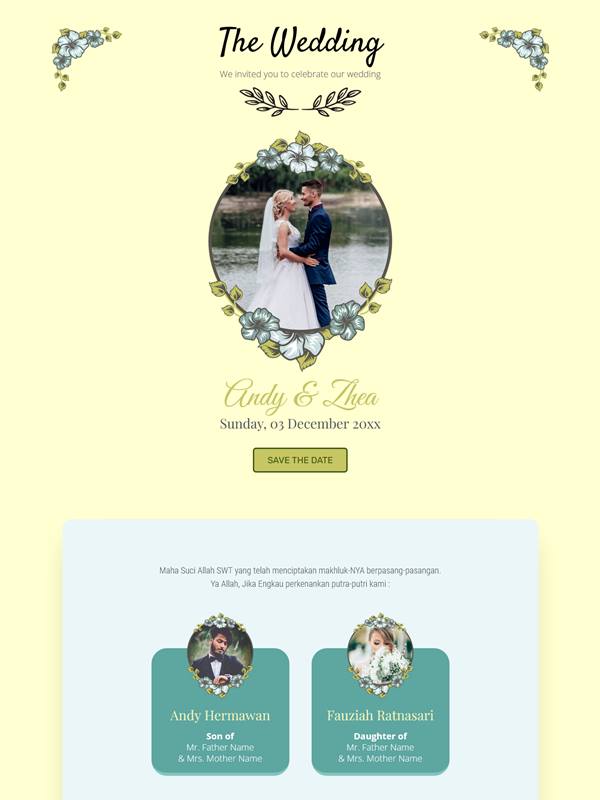 The Wedding
We invited you to celebrate our wedding
Andy & Zhea
Sunday, 03 December 20xx
SAVE THE DATE
Maha Suci Allah SWT yang telah menciptakan makhluk-NYA berpasang-pasangan.
Ya Allah, Jika Engkau perkenankan putra-putri kami :
Andy Hermawan
Son of
Mr. Father Name
& Mrs. Mother Name
Fauziah Ratnasari
Daughter of
Mr. Father Name
& Mrs. Mother Name